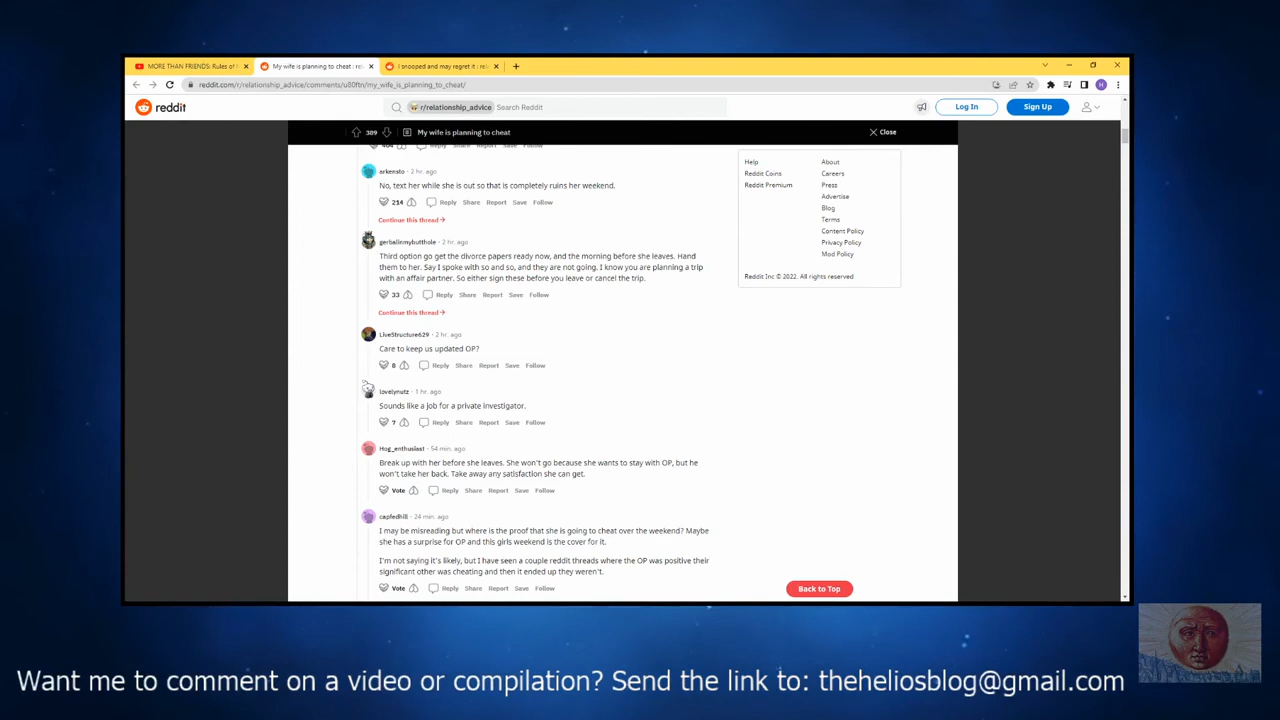 MORE THAN FRIENDS: Rules of
My wife is planning to cheat : rel
I snooped and may regret it : rel
reddit.com/r/relationship_advice/comments/u80ftn/my_wife_is_planning_to_cheat/
reddit
r/relationship_advice Search Reddit
Log In
Sign Up
389 My wife is planning to cheat
Close
404 Reply Share Report Save Follow
arkensto · 2 hr. ago
No, text her while she is out so that is completely ruins her weekend.
214 Reply Share Report Save Follow
Continue this thread →
gerbalinmybutthole · 2 hr. ago
Third option go get the divorce papers ready now, and the morning before she leaves. Hand
them to her. Say I spoke with so and so, and they are not going. I know you are planning a trip
with an affair partner. So either sign these before you leave or cancel the trip.
33 Reply Share Report Save Follow
Continue this thread →
LiveStructure629 · 2 hr. ago
Care to keep us updated OP?
8 Reply Share Report Save Follow
lovelynutz · 1 hr. ago
Sounds like a job for a private investigator.
7 Reply Share Report Save Follow
Hog_enthusiast · 54 min. ago
Break up with her before she leaves. She won't go because she wants to stay with OP, but he
won't take her back. Take away any satisfaction she can get.
Vote Reply Share Report Save Follow
capfedhill · 24 min. ago
I may be misreading but where is the proof that she is going to cheat over the weekend? Maybe
she has a surprise for OP and this girls weekend is the cover for it.
I'm not saying it's likely, but I have seen a couple reddit threads where the OP was positive their
significant other was cheating and then it ended up they weren't.
Vote Reply Share Report Save Follow
Help About
Reddit Coins Careers
Reddit Premium Press
Advertise
Blog
Terms
Content Policy
Privacy Policy
Mod Policy
Reddit Inc © 2022. All rights reserved
Back to Top
H
Want me to comment on a video or compilation? Send the link to: theheliosblog@gmail.com